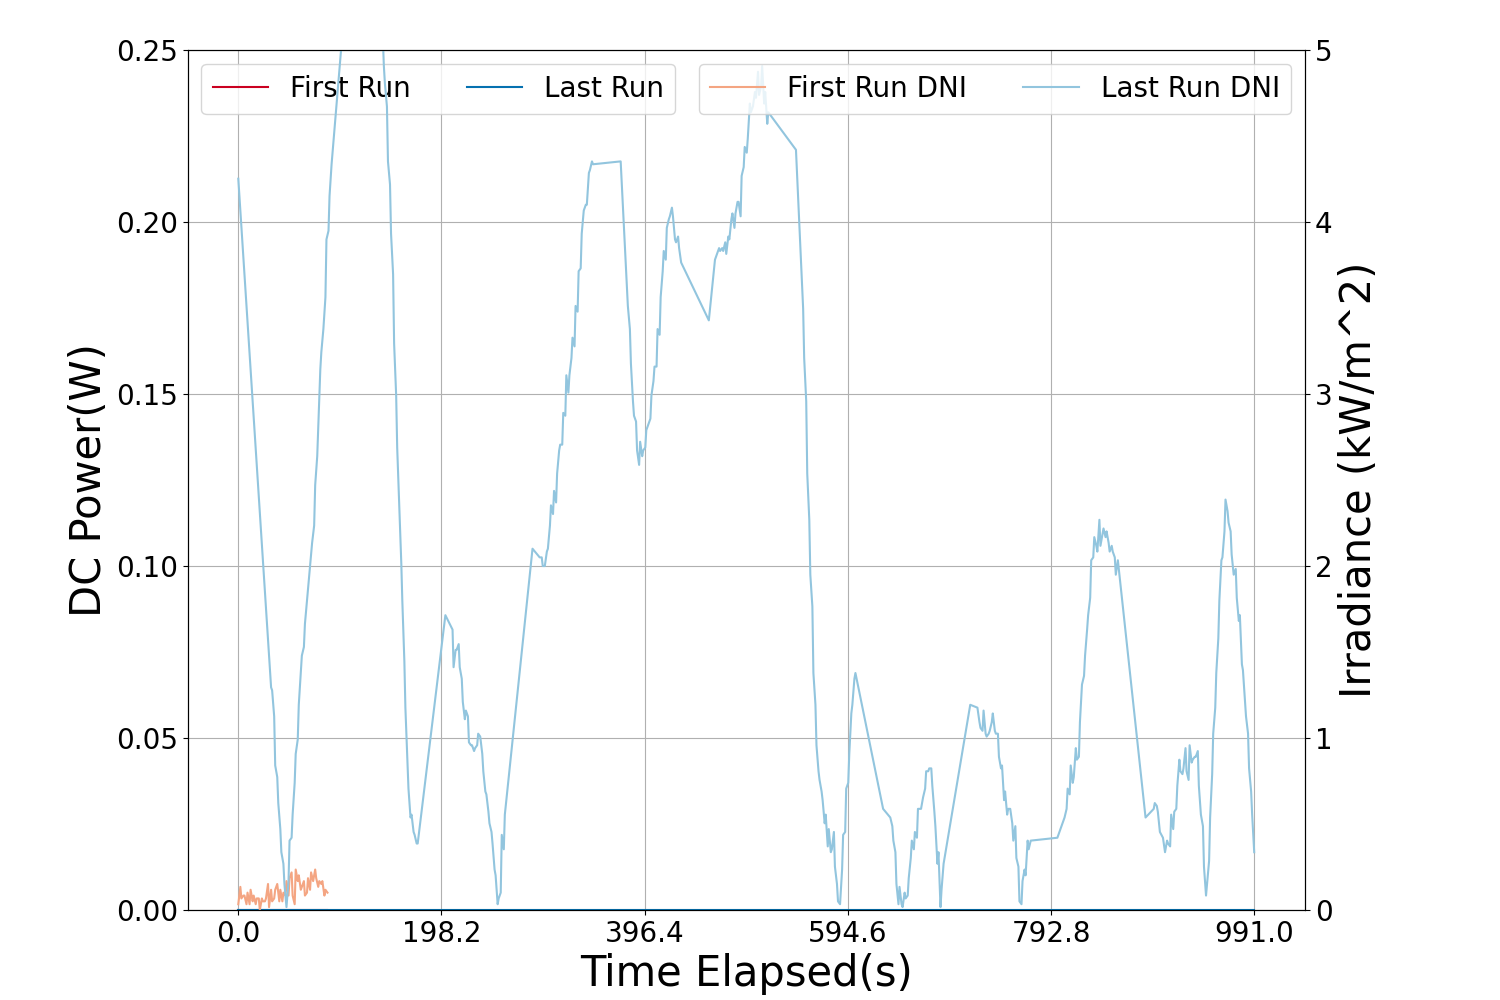 First Run Last Run First Run DNI Last Run DNI
DC Power(W)
0.25
0.20
0.15
0.10
0.05
0.00
5
4
3
2
1
0
Irradiance (kW/m^2)
0.0 198.2 396.4 594.6 792.8 991.0
Time Elapsed(s)